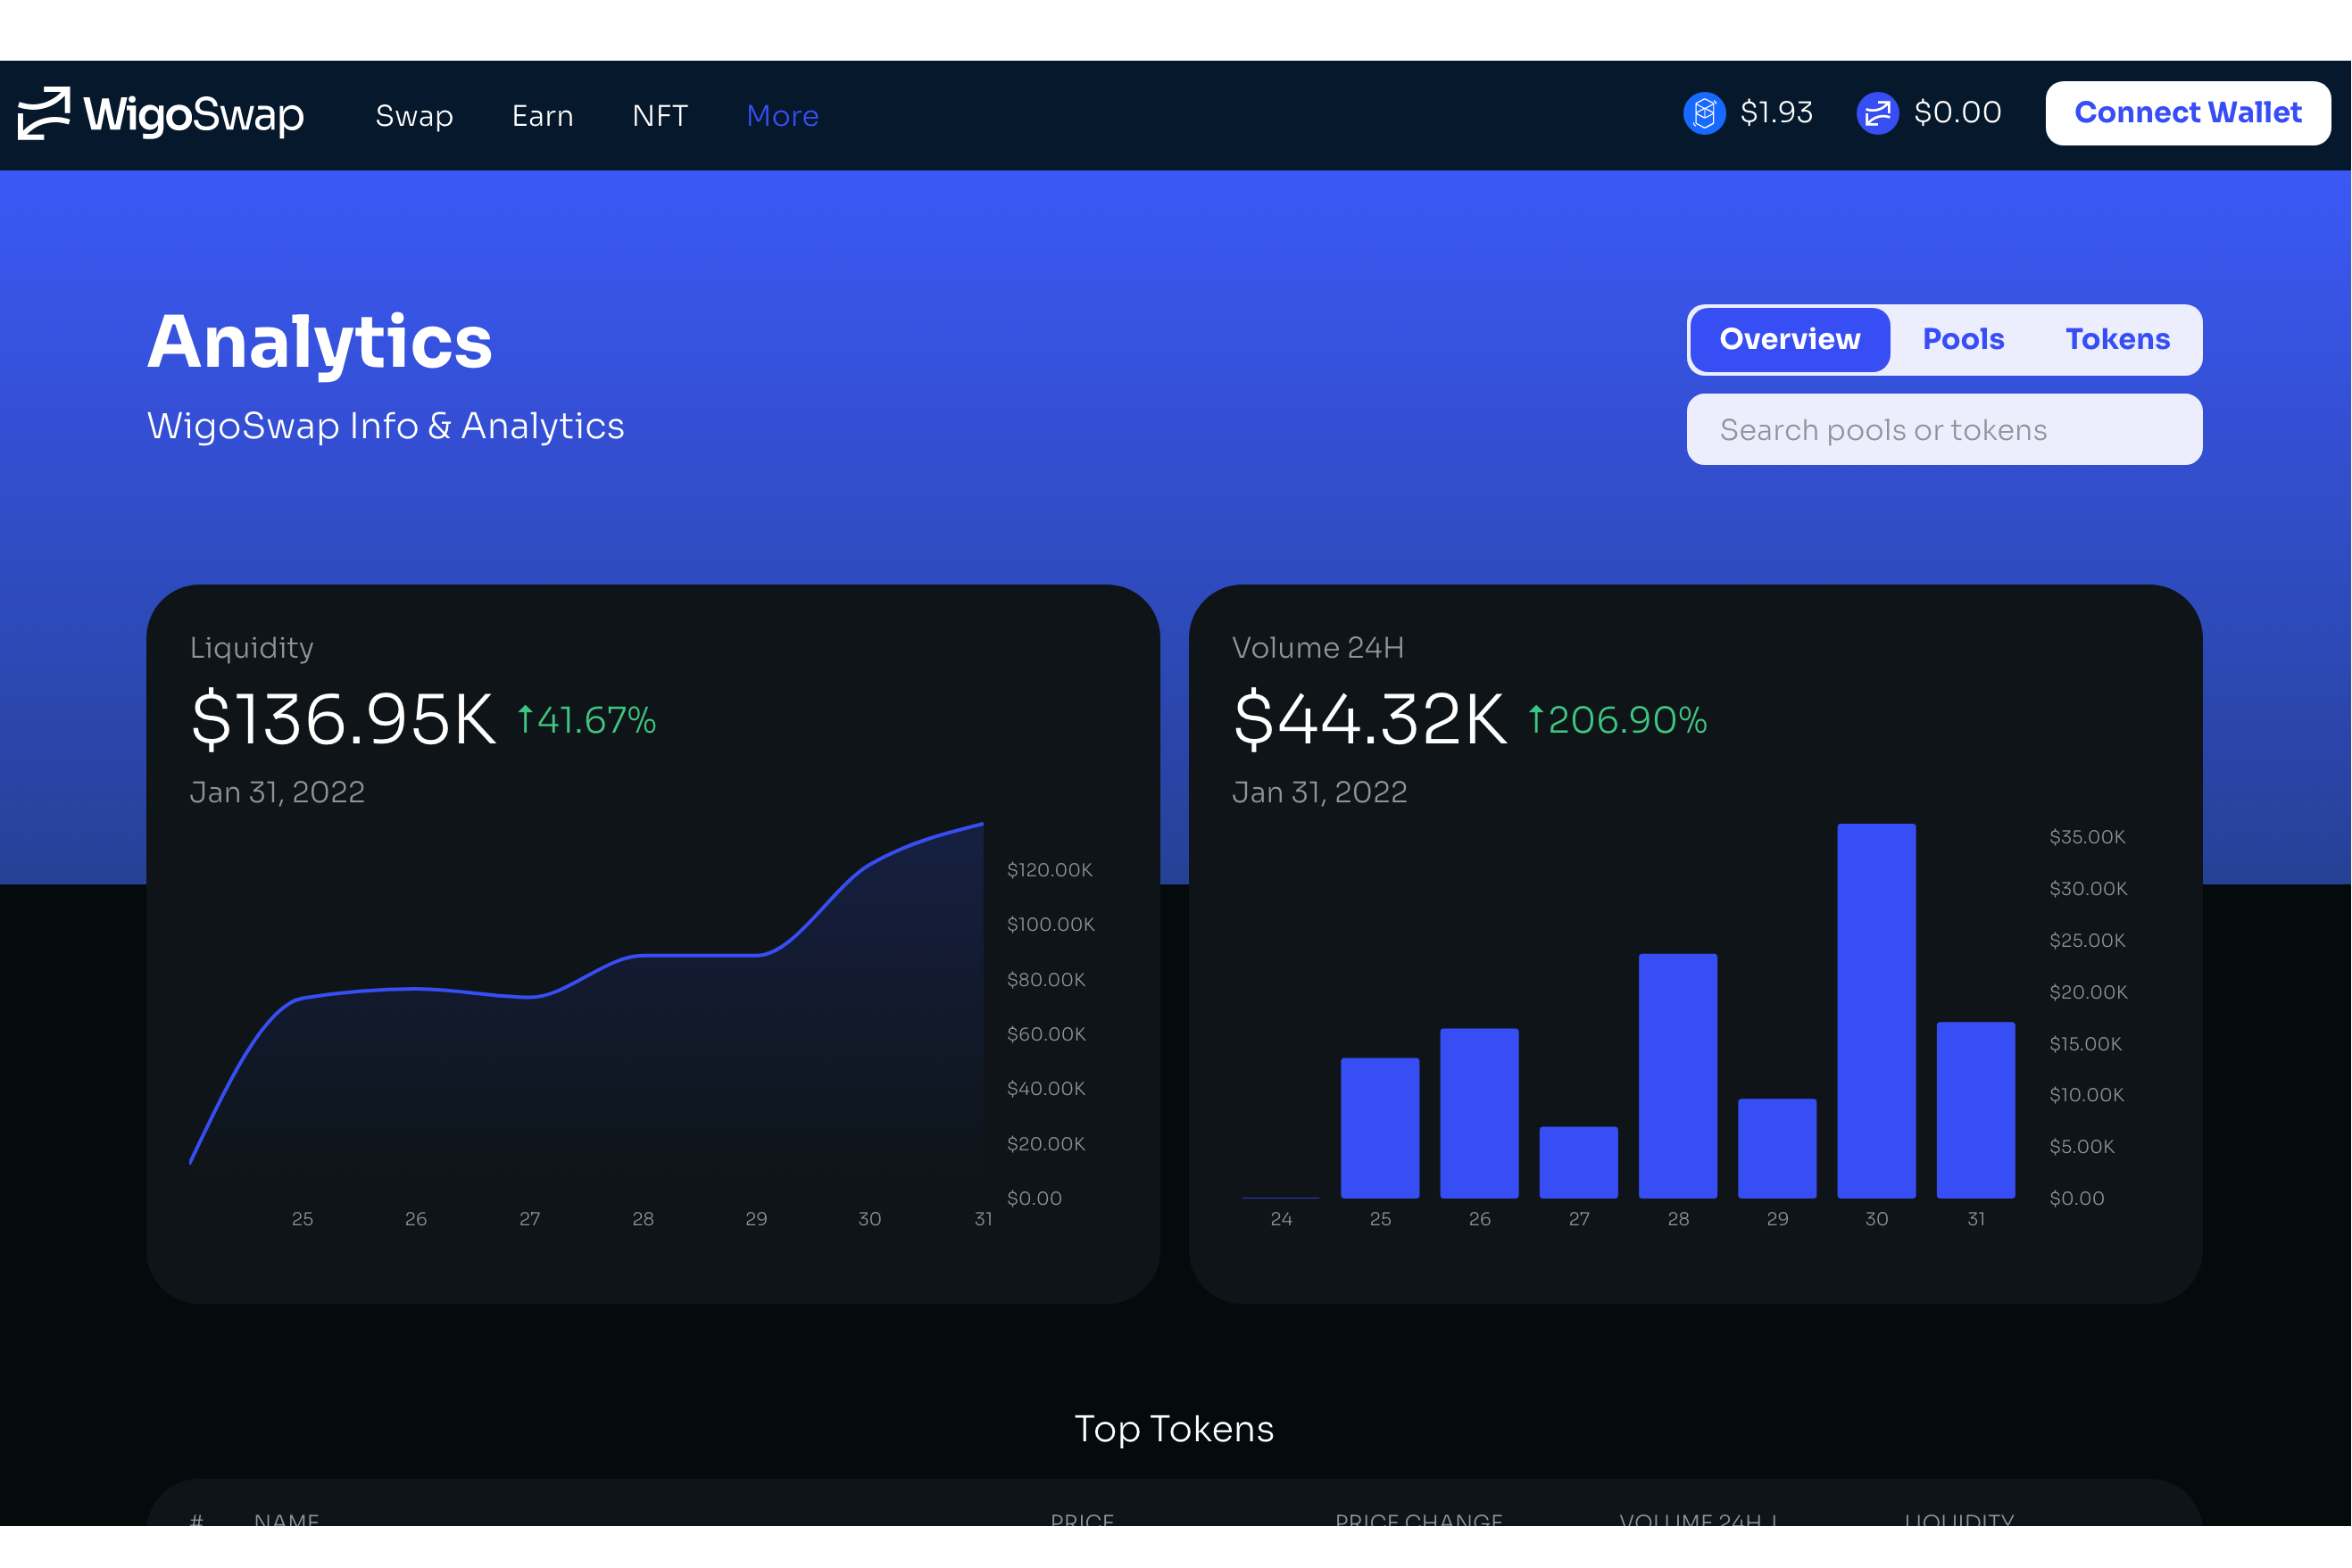 WigoSwap Swap Earn NFT More $1.93 $0.00 Connect Wallet
Analytics
WigoSwap Info & Analytics
Overview Pools Tokens
Search pools or tokens
Liquidity
$136.95K ↑41.67%
Jan 31, 2022
$120.00K
$100.00K
$80.00K
$60.00K
$40.00K
$20.00K
$0.00
25 26 27 28 29 30 31
Volume 24H
$44.32K ↑206.90%
Jan 31, 2022
$35.00K
$30.00K
$25.00K
$20.00K
$15.00K
$10.00K
$5.00K
$0.00
24 25 26 27 28 29 30 31
Top Tokens
# NAME PRICE PRICE CHANGE VOLUME 24H ↓ LIQUIDITY